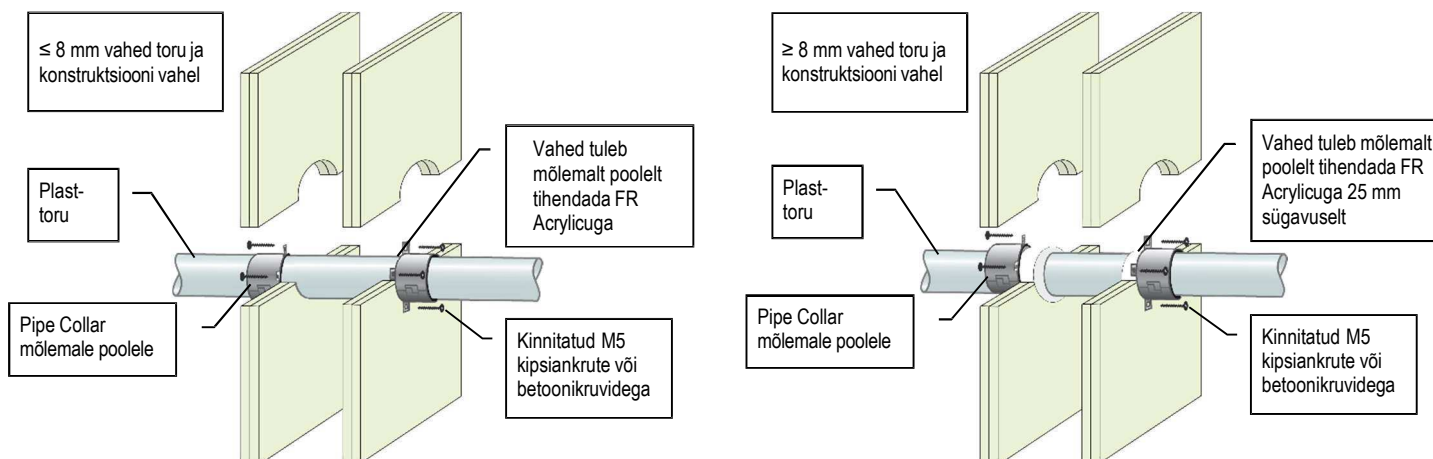 ≤ 8 mm vahed toru ja
konstruktsiooni vahel
Plast-
toru
Pipe Collar
mõlemale poolele
Vahed tuleb
mõlemalt poolelt
tihendada FR
Acrylicuga
Kinnitatud M5
kipsiankrute või
betoonikruvidega
≥ 8 mm vahed toru ja
konstruktsiooni vahel
Plast-
toru
Pipe Collar
mõlemale poolele
Vahed tuleb mõlemalt
poolelt tihendada FR
Acrylicuga 25 mm
sügavuselt
Kinnitatud M5
kipsiankrute või
betoonikruvidega